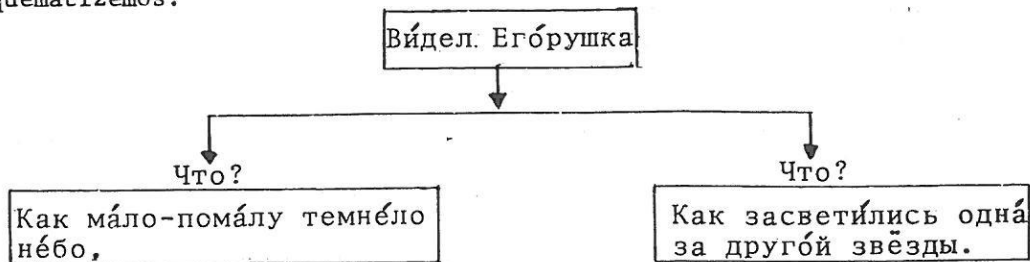 quematizemos:
Ви́дел. Его́рушка
Что?
Что?
Как ма́ло-пома́лу темне́ло
не́бо,
Как засвети́лись одна́
за друго́й звёзды.